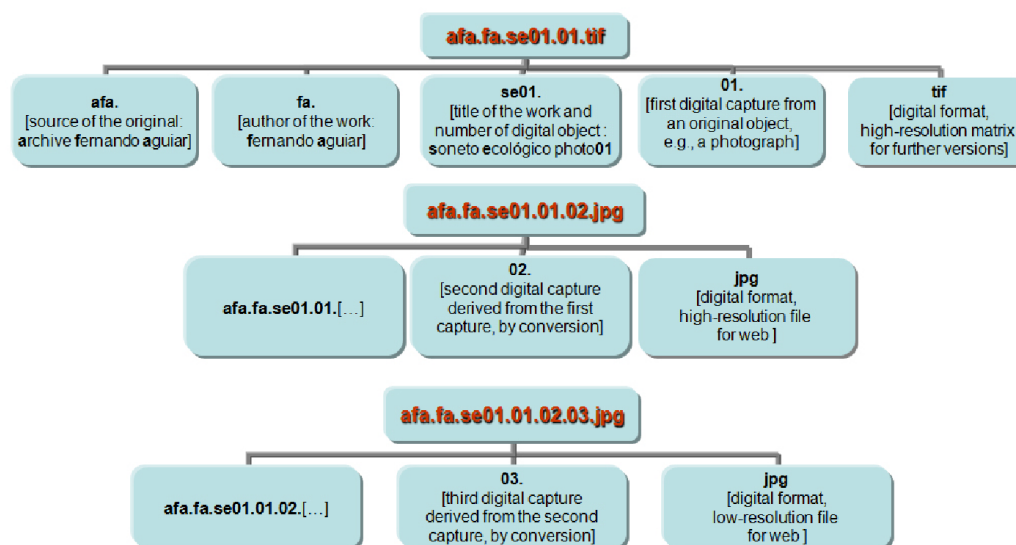 afa.fa.se01.01.tif
afa.
[source of the original:
archive fernando aguiar]
fa.
[author of the work:
fernando aguiar]
se01.
[title of the work and
number of digital object :
soneto ecológico photo01
01.
[first digital capture from
an original object,
e.g., a photograph]
tif
[digital format,
high-resolution matrix
for further versions]
afa.fa.se01.01.02.jpg
afa.fa.se01.01.[…]
02.
[second digital capture
derived from the first
capture, by conversion]
jpg
[digital format,
high-resolution file
for web ]
afa.fa.se01.01.02.03.jpg
afa.fa.se01.01.02.[…]
03.
[third digital capture
derived from the second
capture, by conversion]
jpg
[digital format,
low-resolution file
for web ]